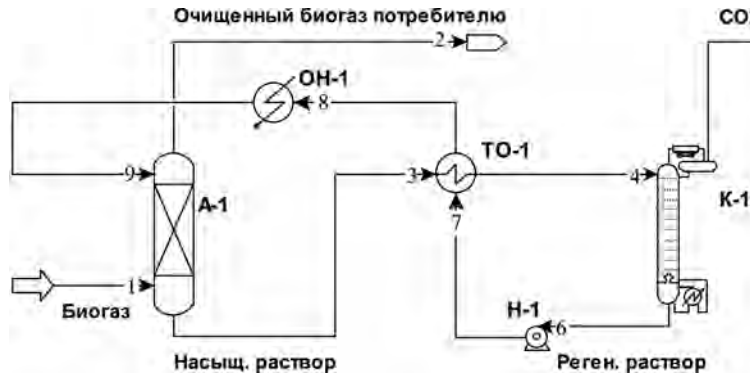 Очищенный биогаз потребителю
CO
2
ОН-1
8
ТО-1
9
3
4
А-1
К-1
7
1
Биогаз
Н-1
6
Насыщ. раствор
Реген. раствор